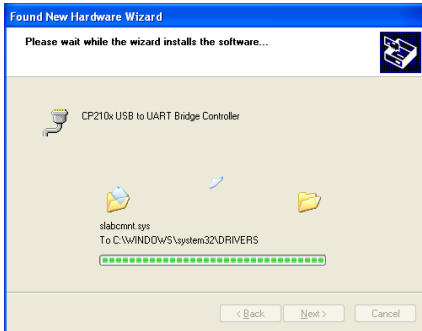 Found New Hardware Wizard
Please wait while the wizard installs the software...
CP210x USB to UART Bridge Controller
slabcmnt.sys
To C:\WINDOWS\system32\DRIVERS
< Back Next > Cancel